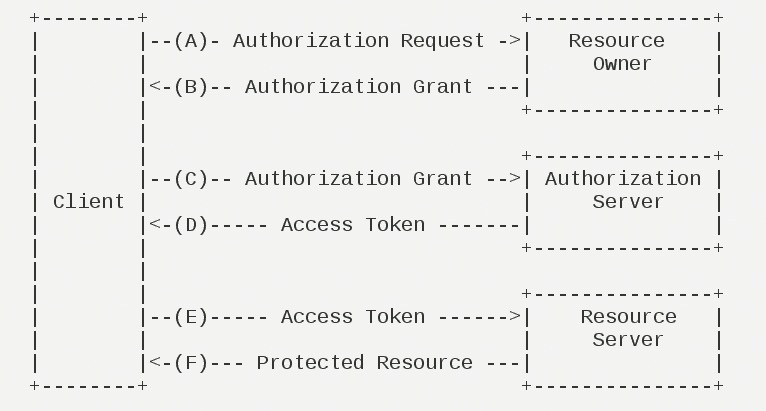 +--------+                               +---------------+
|        |--(A)- Authorization Request ->|   Resource    |
|        |                               |     Owner     |
|        |<-(B)-- Authorization Grant ---|               |
|        |                               +---------------+
|        |
|        |                               +---------------+
|        |--(C)-- Authorization Grant -->| Authorization |
| Client |                               |     Server    |
|        |<-(D)----- Access Token -------|               |
|        |                               +---------------+
|        |
|        |                               +---------------+
|        |--(E)----- Access Token ------>|    Resource   |
|        |                               |     Server    |
|        |<-(F)--- Protected Resource ---|               |
+--------+                               +---------------+